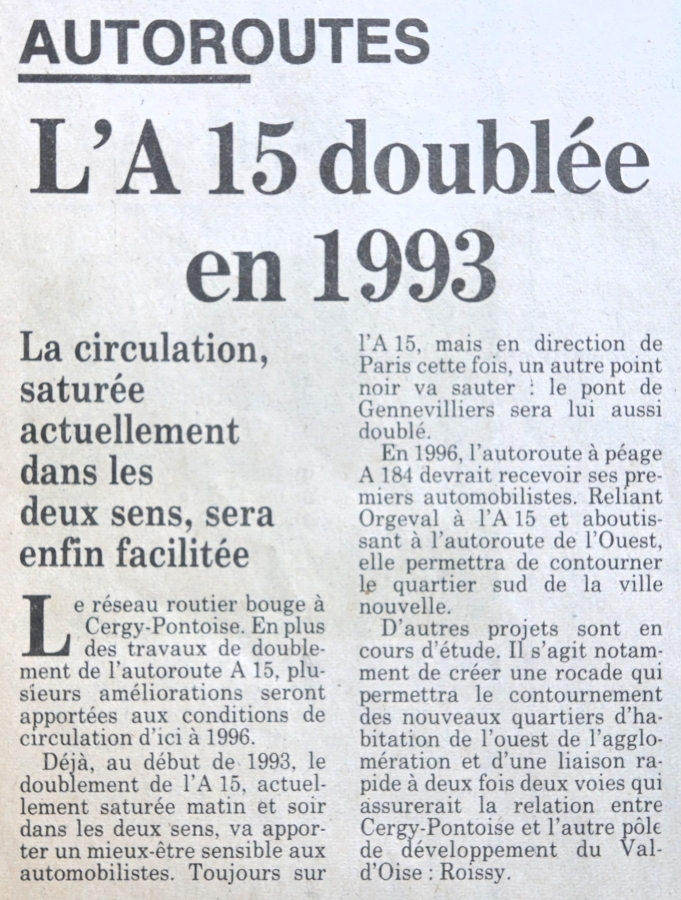 AUTOROUTES
L'A 15 doublée
en 1993
La circulation,
saturée
actuellement
dans les
deux sens, sera
enfin facilitée
Le réseau routier bouge à
Cergy-Pontoise. En plus
des travaux de double-
ment de l'autoroute A 15, plu-
sieurs améliorations seront
apportées aux conditions de
circulation d'ici à 1996.
Déjà, au début de 1993, le
doublement de l'A 15, actuel-
lement saturée matin et soir
dans les deux sens, va appor-
ter un mieux-être sensible aux
automobilistes. Toujours sur
l'A 15, mais en direction de
Paris cette fois, un autre point
noir va sauter : le pont de
Gennevilliers sera lui aussi
doublé.
En 1996, l'autoroute à péage
A 184 devrait recevoir ses pre-
miers automobilistes. Reliant
Orgeval à l'A 15 et aboutis-
sant à l'autoroute de l'Ouest,
elle permettra de contourner
le quartier sud de la ville
nouvelle.
D'autres projets sont en
cours d'étude. Il s'agit notam-
ment de créer une rocade qui
permettra le contournement
des nouveaux quartiers d'ha-
bitation de l'ouest de l'agglo-
mération et d'une liaison ra-
pide à deux fois deux voies qui
assurerait la relation entre
Cergy-Pontoise et l'autre pôle
de développement du Val-
d'Oise : Roissy.